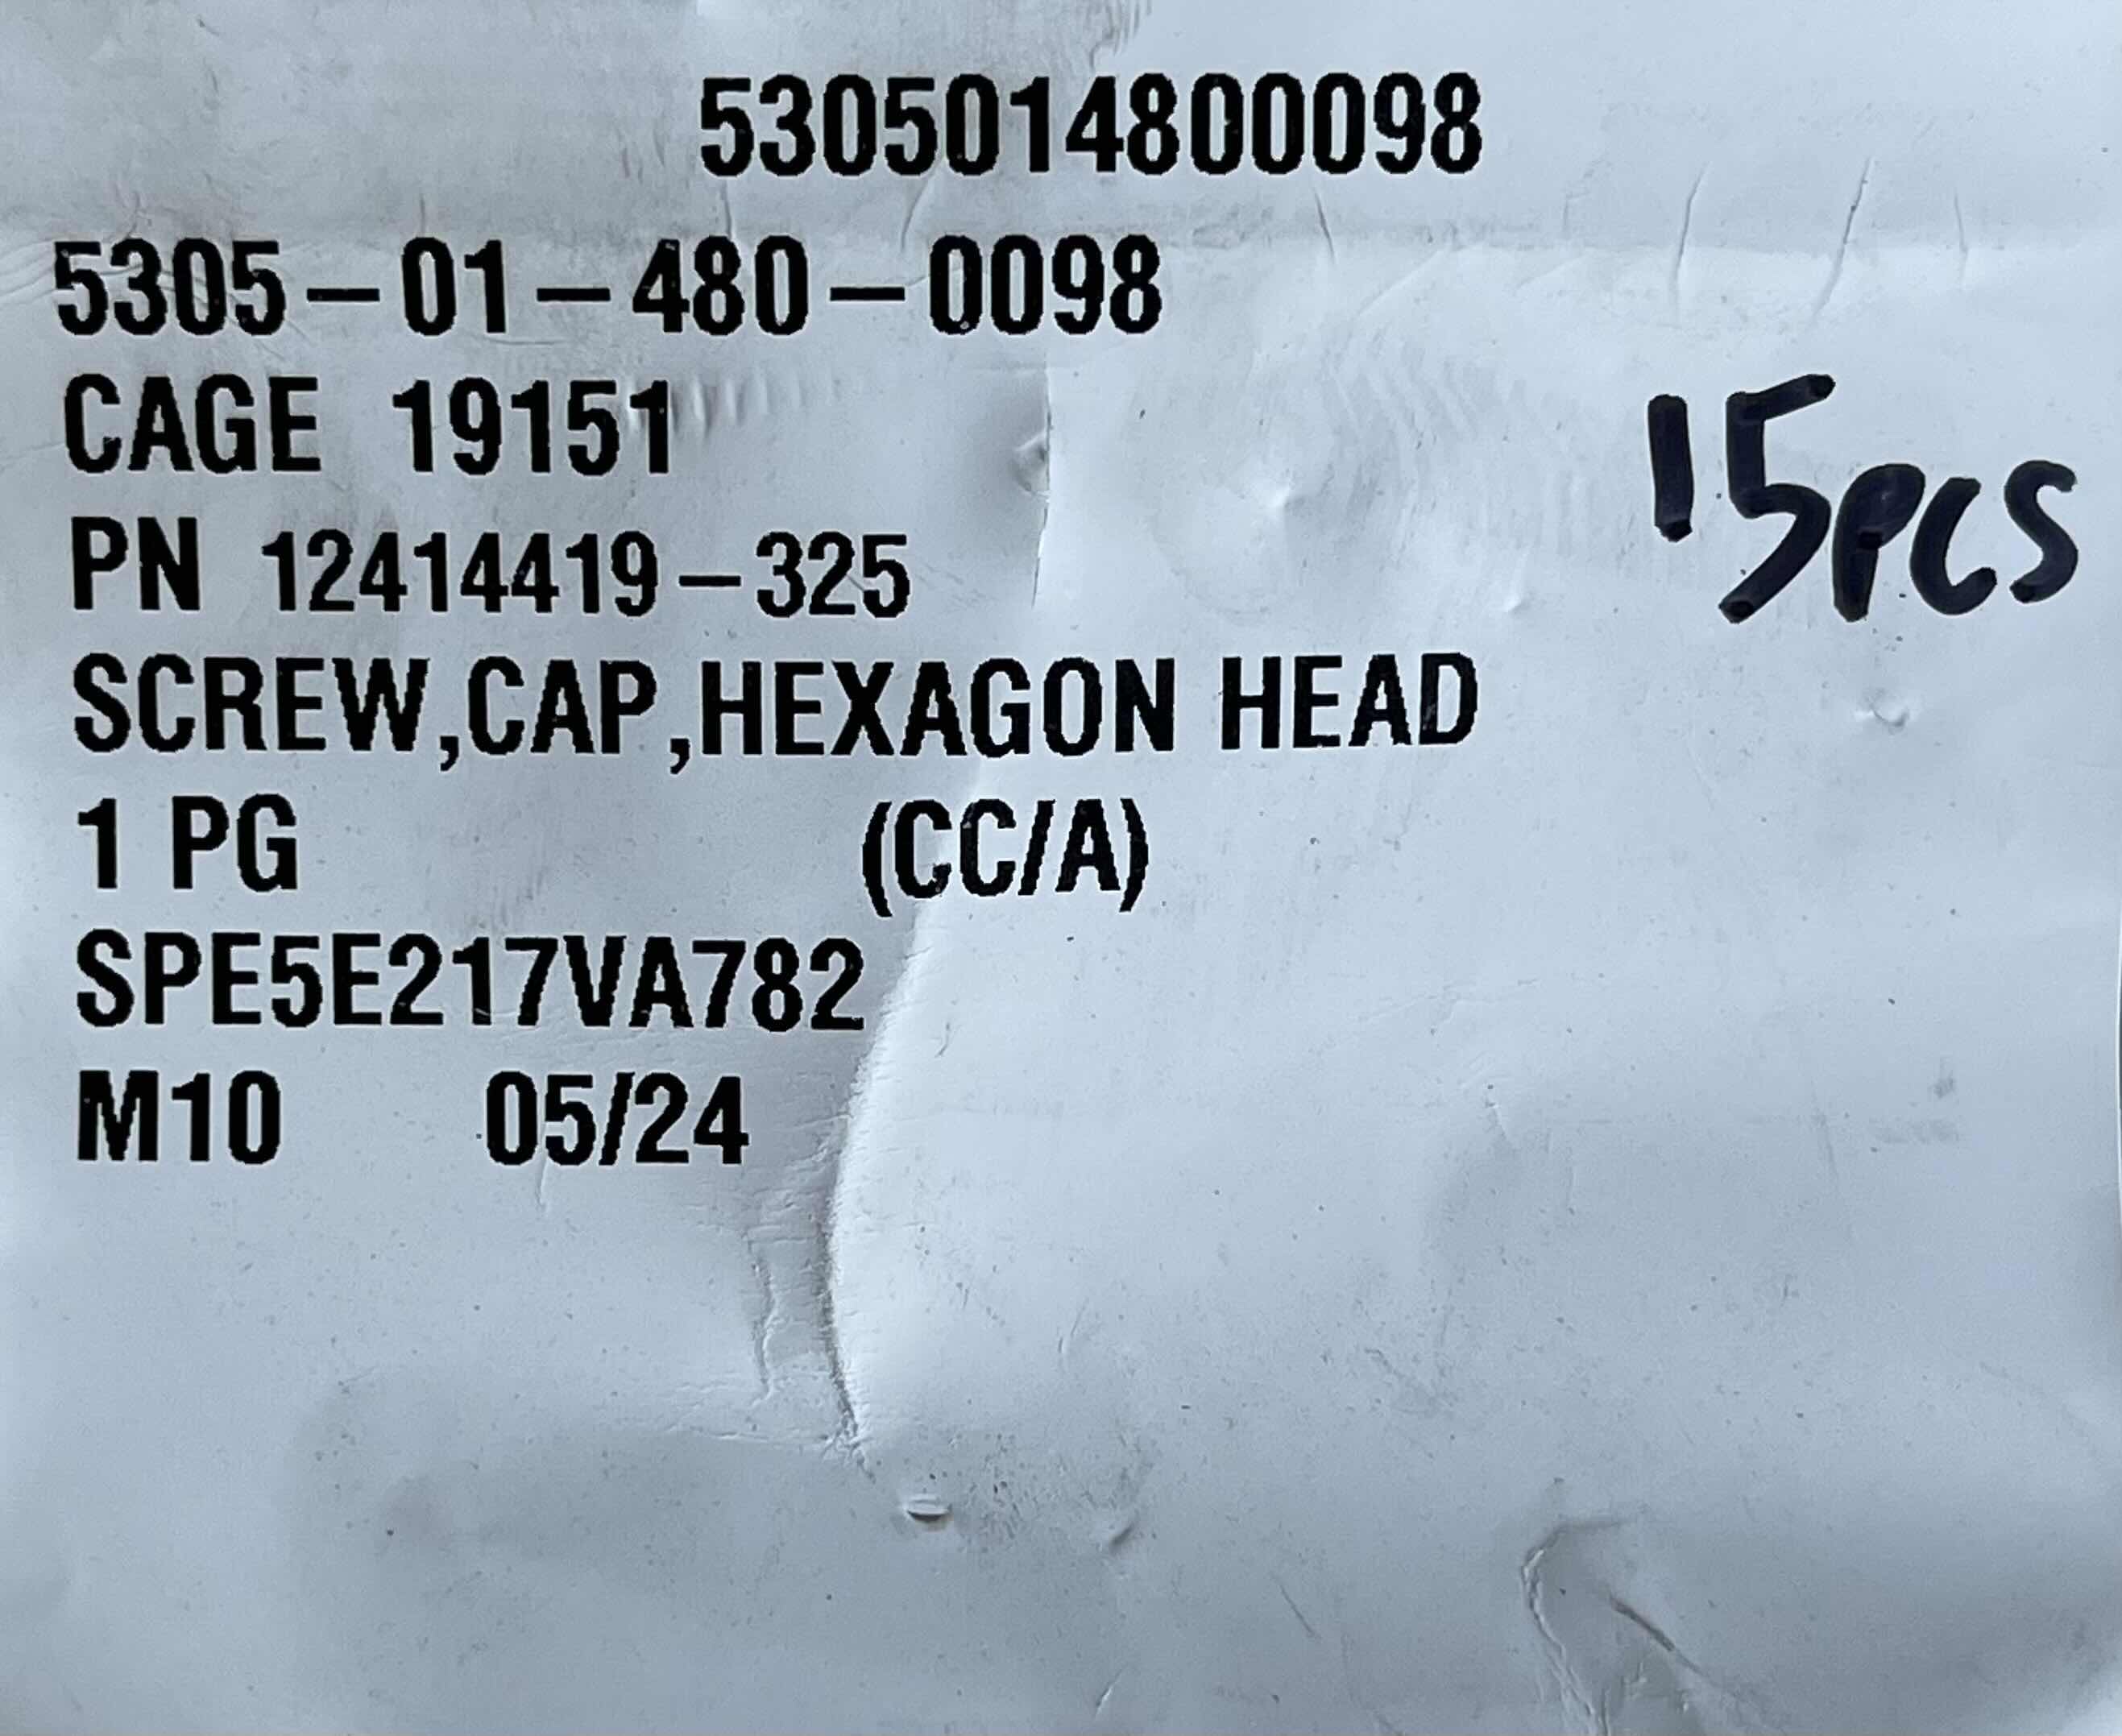 5305014800098
5305-01-480-0098
CAGE 19151
15PCS
PN 12414419-325
SCREW,CAP,HEXAGON HEAD
1 PG (CC/A)
SPE5E217VA782
M10 05/24